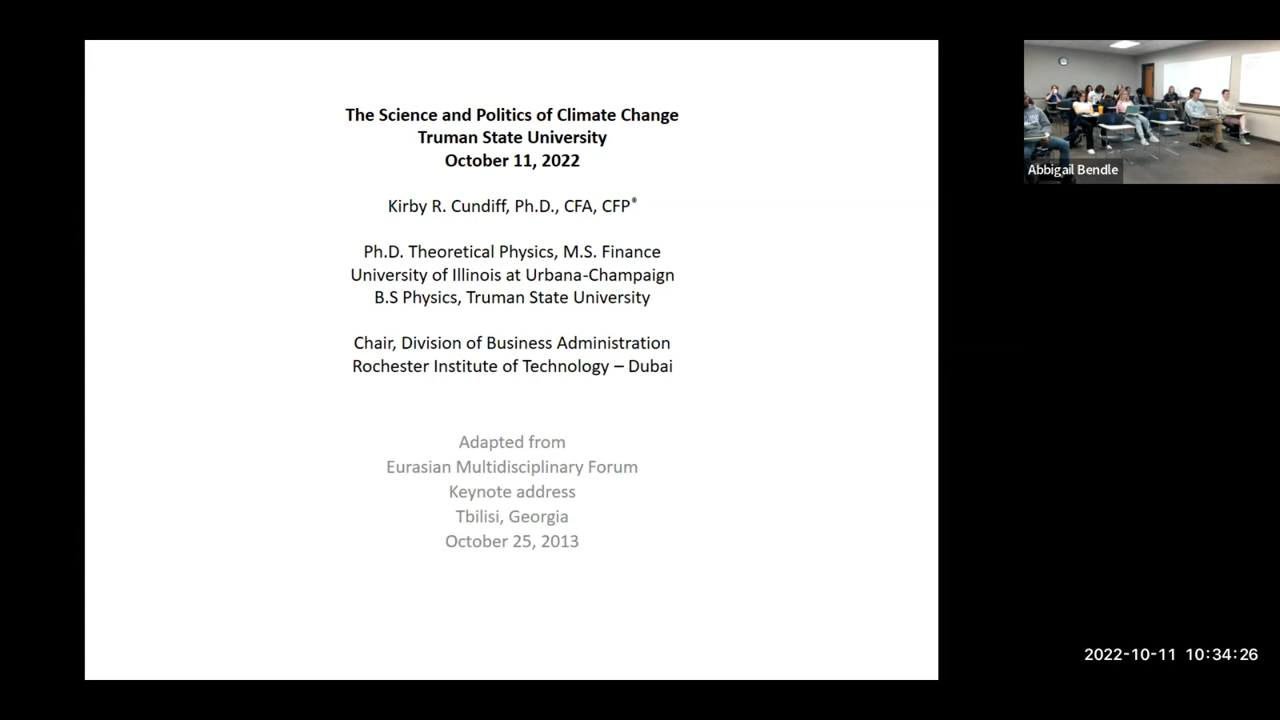 The Science and Politics of Climate Change
Truman State University
October 11, 2022
Kirby R. Cundiff, Ph.D., CFA, CFP®
Ph.D. Theoretical Physics, M.S. Finance
University of Illinois at Urbana-Champaign
B.S Physics, Truman State University
Chair, Division of Business Administration
Rochester Institute of Technology – Dubai
Adapted from
Eurasian Multidisciplinary Forum
Keynote address
Tbilisi, Georgia
October 25, 2013
Abbigail Bendle
2022-10-11 10:34:26